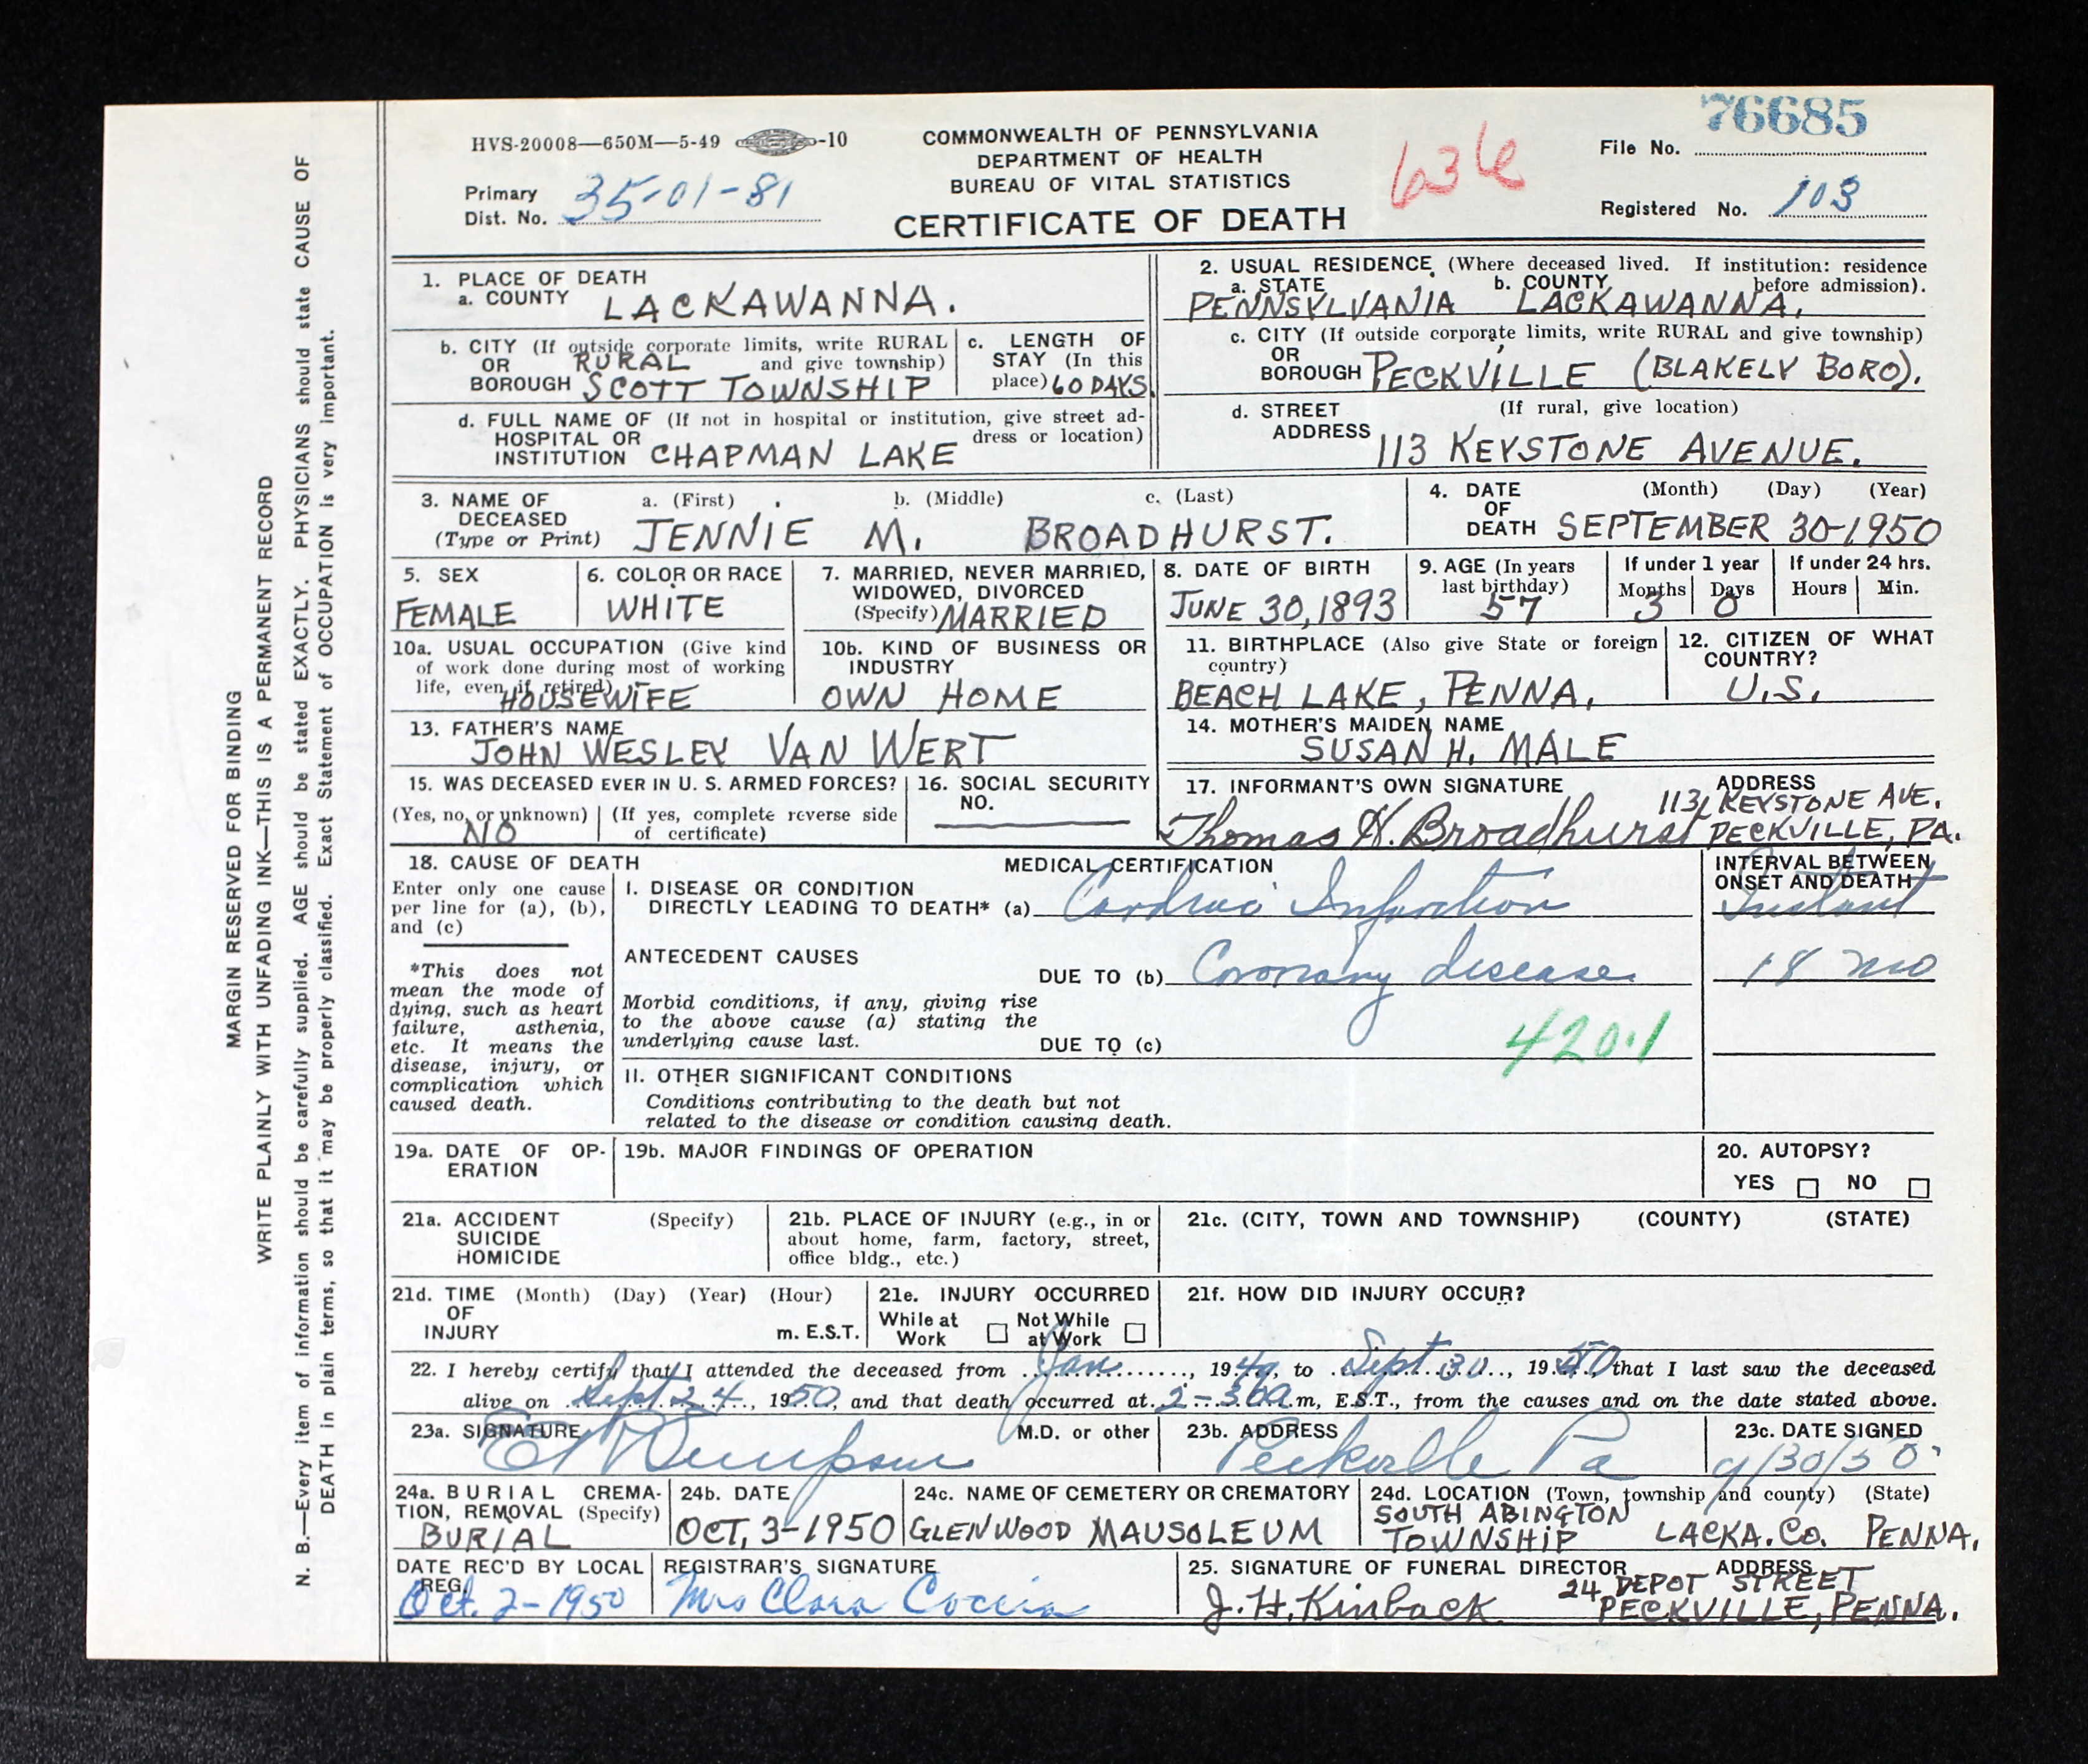 76685
HVS-20008—650M—5-49 -10
COMMONWEALTH OF PENNSYLVANIA
DEPARTMENT OF HEALTH
BUREAU OF VITAL STATISTICS
CERTIFICATE OF DEATH
File No.
Primary
Dist. No. 35-01-81
Registered No. 103
MARGIN RESERVED FOR BINDING
WRITE PLAINLY WITH UNFADING INK—THIS IS A PERMANENT RECORD
N. B.—Every item of information should be carefully supplied. AGE should be stated EXACTLY. PHYSICIANS should state CAUSE OF
DEATH in plain terms, so that it may be properly classified. Exact Statement of OCCUPATION is very important.
1. PLACE OF DEATH
a. COUNTY LACKAWANNA.
2. USUAL RESIDENCE (Where deceased lived. If institution: residence
before admission).
a. STATE b. COUNTY
PENNSYLVANIA LACKAWANNA.
b. CITY (If outside corporate limits, write RURAL
OR RURAL and give township)
BOROUGH SCOTT TOWNSHIP
c. LENGTH OF
STAY (In this
place) 60 DAYS.
c. CITY (If outside corporate limits, write RURAL and give township)
OR
BOROUGH PECKVILLE (BLAKELY BORO).
d. FULL NAME OF (If not in hospital or institution, give street ad-
HOSPITAL OR dress or location)
INSTITUTION CHAPMAN LAKE
d. STREET (If rural, give location)
ADDRESS 113 KEYSTONE AVENUE.
3. NAME OF a. (First) b. (Middle) c. (Last)
DECEASED
(Type or Print) JENNIE M. BROADHURST.
4. DATE (Month) (Day) (Year)
OF
DEATH SEPTEMBER 30-1950
5. SEX
FEMALE
6. COLOR OR RACE
WHITE
7. MARRIED, NEVER MARRIED,
WIDOWED, DIVORCED
(Specify) MARRIED
8. DATE OF BIRTH
JUNE 30, 1893
9. AGE (In years
last birthday)
57
If under 1 year
Months Days
3 0
If under 24 hrs.
Hours Min.
10a. USUAL OCCUPATION (Give kind
of work done during most of working
life, even if retired)
HOUSEWIFE
10b. KIND OF BUSINESS OR
INDUSTRY
OWN HOME
11. BIRTHPLACE (Also give State or foreign
country)
BEACH LAKE, PENNA.
12. CITIZEN OF WHAT
COUNTRY?
U.S.
13. FATHER'S NAME
JOHN WESLEY VAN WERT
14. MOTHER'S MAIDEN NAME
SUSAN H. MALE
15. WAS DECEASED EVER IN U. S. ARMED FORCES?
(Yes, no, or unknown) (If yes, complete reverse side
of certificate)
NO
16. SOCIAL SECURITY
NO.
17. INFORMANT'S OWN SIGNATURE ADDRESS
Thomas H. Broadhurst 113 KEYSTONE AVE.
PECKVILLE, PA.
18. CAUSE OF DEATH
Enter only one cause
per line for (a), (b),
and (c)
*This does not
mean the mode of
dying, such as heart
failure, asthenia,
etc. It means the
disease, injury, or
complication which
caused death.
MEDICAL CERTIFICATION
I. DISEASE OR CONDITION
DIRECTLY LEADING TO DEATH* (a) Cardiac Infarction
INTERVAL BETWEEN
ONSET AND DEATH
Instant
ANTECEDENT CAUSES
DUE TO (b) Coronary disease 18 mo
Morbid conditions, if any, giving rise
to the above cause (a) stating the
underlying cause last.
DUE TO (c)
420.1
II. OTHER SIGNIFICANT CONDITIONS
Conditions contributing to the death but not
related to the disease or condition causing death.
19a. DATE OF OP-
ERATION
19b. MAJOR FINDINGS OF OPERATION
20. AUTOPSY?
YES NO
21a. ACCIDENT (Specify)
SUICIDE
HOMICIDE
21b. PLACE OF INJURY (e.g., in or
about home, farm, factory, street,
office bldg., etc.)
21c. (CITY, TOWN AND TOWNSHIP) (COUNTY) (STATE)
21d. TIME (Month) (Day) (Year) (Hour)
OF
INJURY m. E.S.T.
21e. INJURY OCCURRED
While at Work
Not While at Work
21f. HOW DID INJURY OCCUR?
22. I hereby certify that I attended the deceased from Jan., 1949, to Sept 30, 1950 that I last saw the deceased
alive on Sept 24, 1950, and that death occurred at 2-30 a.m, E.S.T., from the causes and on the date stated above.
23a. SIGNATURE M.D. or other
23b. ADDRESS
Peckville Pa
23c. DATE SIGNED
9/30/50
24a. BURIAL CREMA-
TION, REMOVAL (Specify)
BURIAL
24b. DATE
OCT, 3-1950
24c. NAME OF CEMETERY OR CREMATORY
GLENWOOD MAUSOLEUM
24d. LOCATION (Town, township and county) (State)
SOUTH ABINGTON
TOWNSHIP LACKA. CO. PENNA.
DATE REC'D BY LOCAL
REG.
Oct. 2-1950
REGISTRAR'S SIGNATURE
Mrs Clara Coccia
25. SIGNATURE OF FUNERAL DIRECTOR ADDRESS
J. H. Kinback 24 DEPOT STREET
PECKVILLE, PENNA.